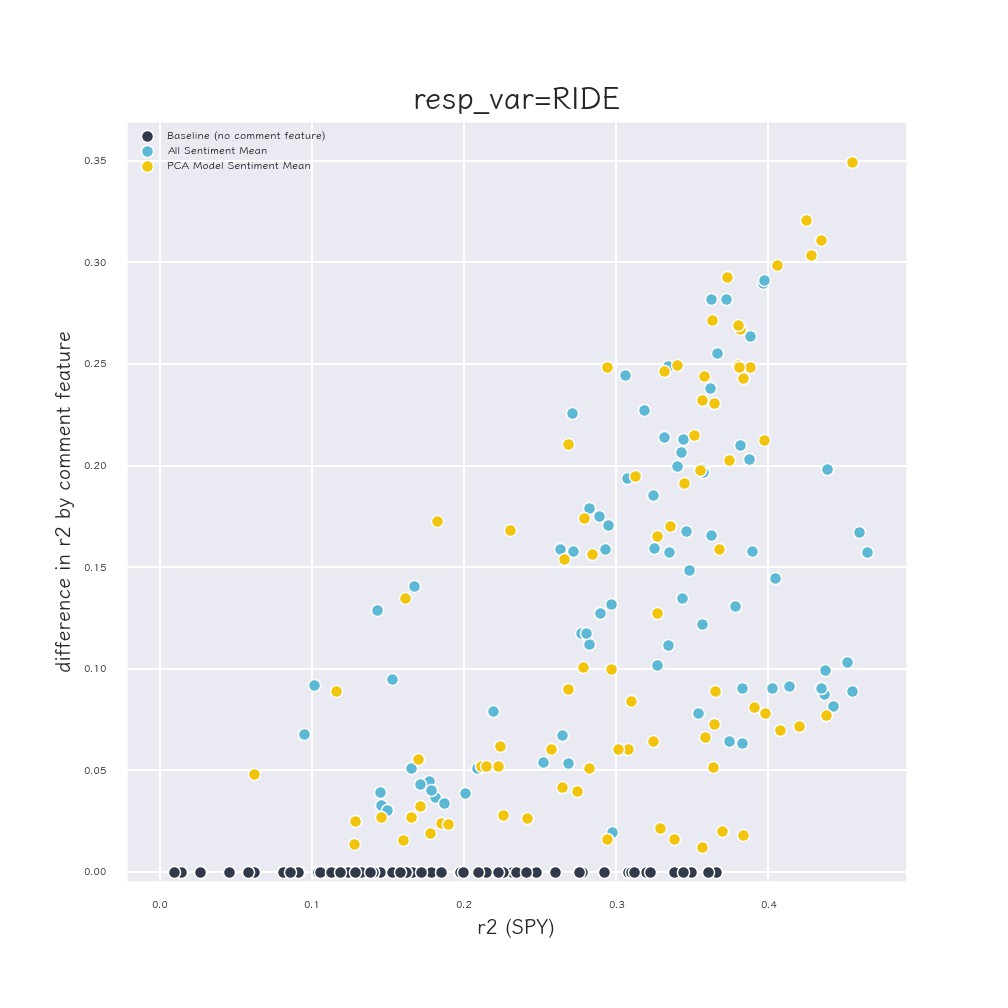 resp_var=RIDE
Baseline (no comment feature)
All Sentiment Mean
PCA Model Sentiment Mean
difference in r2 by comment feature
0.35
0.30
0.25
0.20
0.15
0.10
0.05
0.00
0.0 0.1 0.2 0.3 0.4
r2 (SPY)